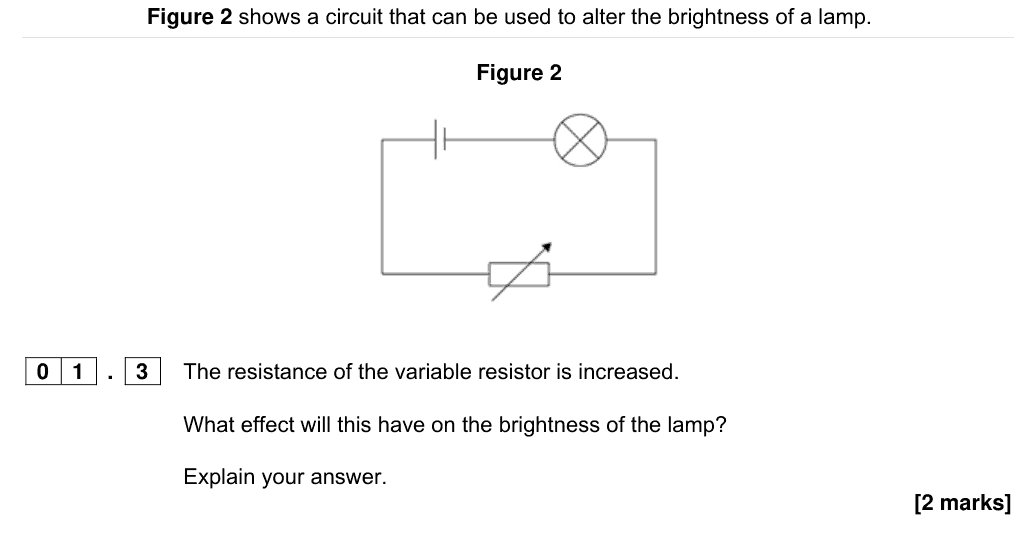 Figure 2 shows a circuit that can be used to alter the brightness of a lamp.
Figure 2
0 1 . 3 The resistance of the variable resistor is increased.
What effect will this have on the brightness of the lamp?
Explain your answer.
[2 marks]